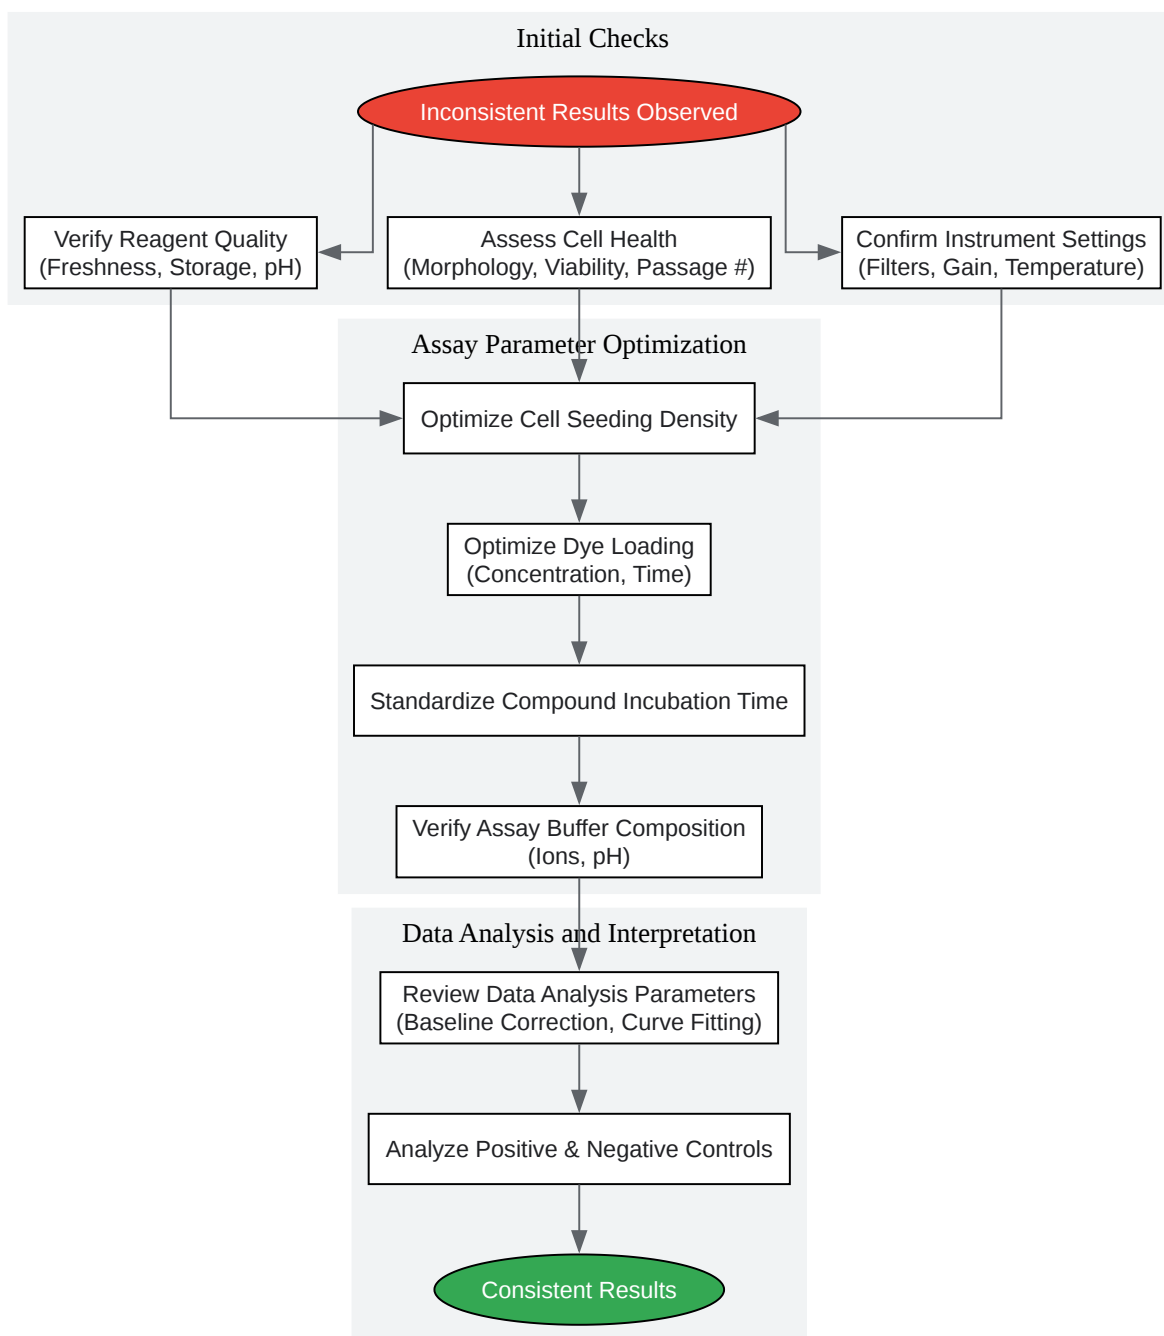 Initial Checks
Inconsistent Results Observed
Verify Reagent Quality
(Freshness, Storage, pH)
Assess Cell Health
(Morphology, Viability, Passage #)
Confirm Instrument Settings
(Filters, Gain, Temperature)
Assay Parameter Optimization
Optimize Cell Seeding Density
Optimize Dye Loading
(Concentration, Time)
Standardize Compound Incubation Time
Verify Assay Buffer Composition
(Ions, pH)
Data Analysis and Interpretation
Review Data Analysis Parameters
(Baseline Correction, Curve Fitting)
Analyze Positive & Negative Controls
Consistent Results